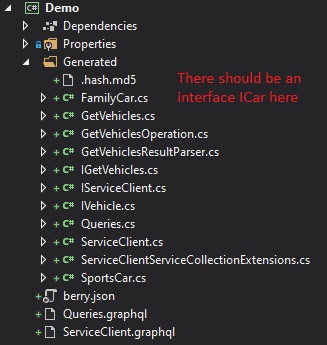 C# Demo
Dependencies
Properties
Generated
.hash.md5
There should be an
interface ICar here
C# FamilyCar.cs
C# GetVehicles.cs
C# GetVehiclesOperation.cs
C# GetVehiclesResultParser.cs
C# IGetVehicles.cs
C# IServiceClient.cs
C# IVehicle.cs
C# Queries.cs
C# ServiceClient.cs
C# ServiceClientServiceCollectionExtensions.cs
C# SportsCar.cs
berry.json
Queries.graphql
ServiceClient.graphql